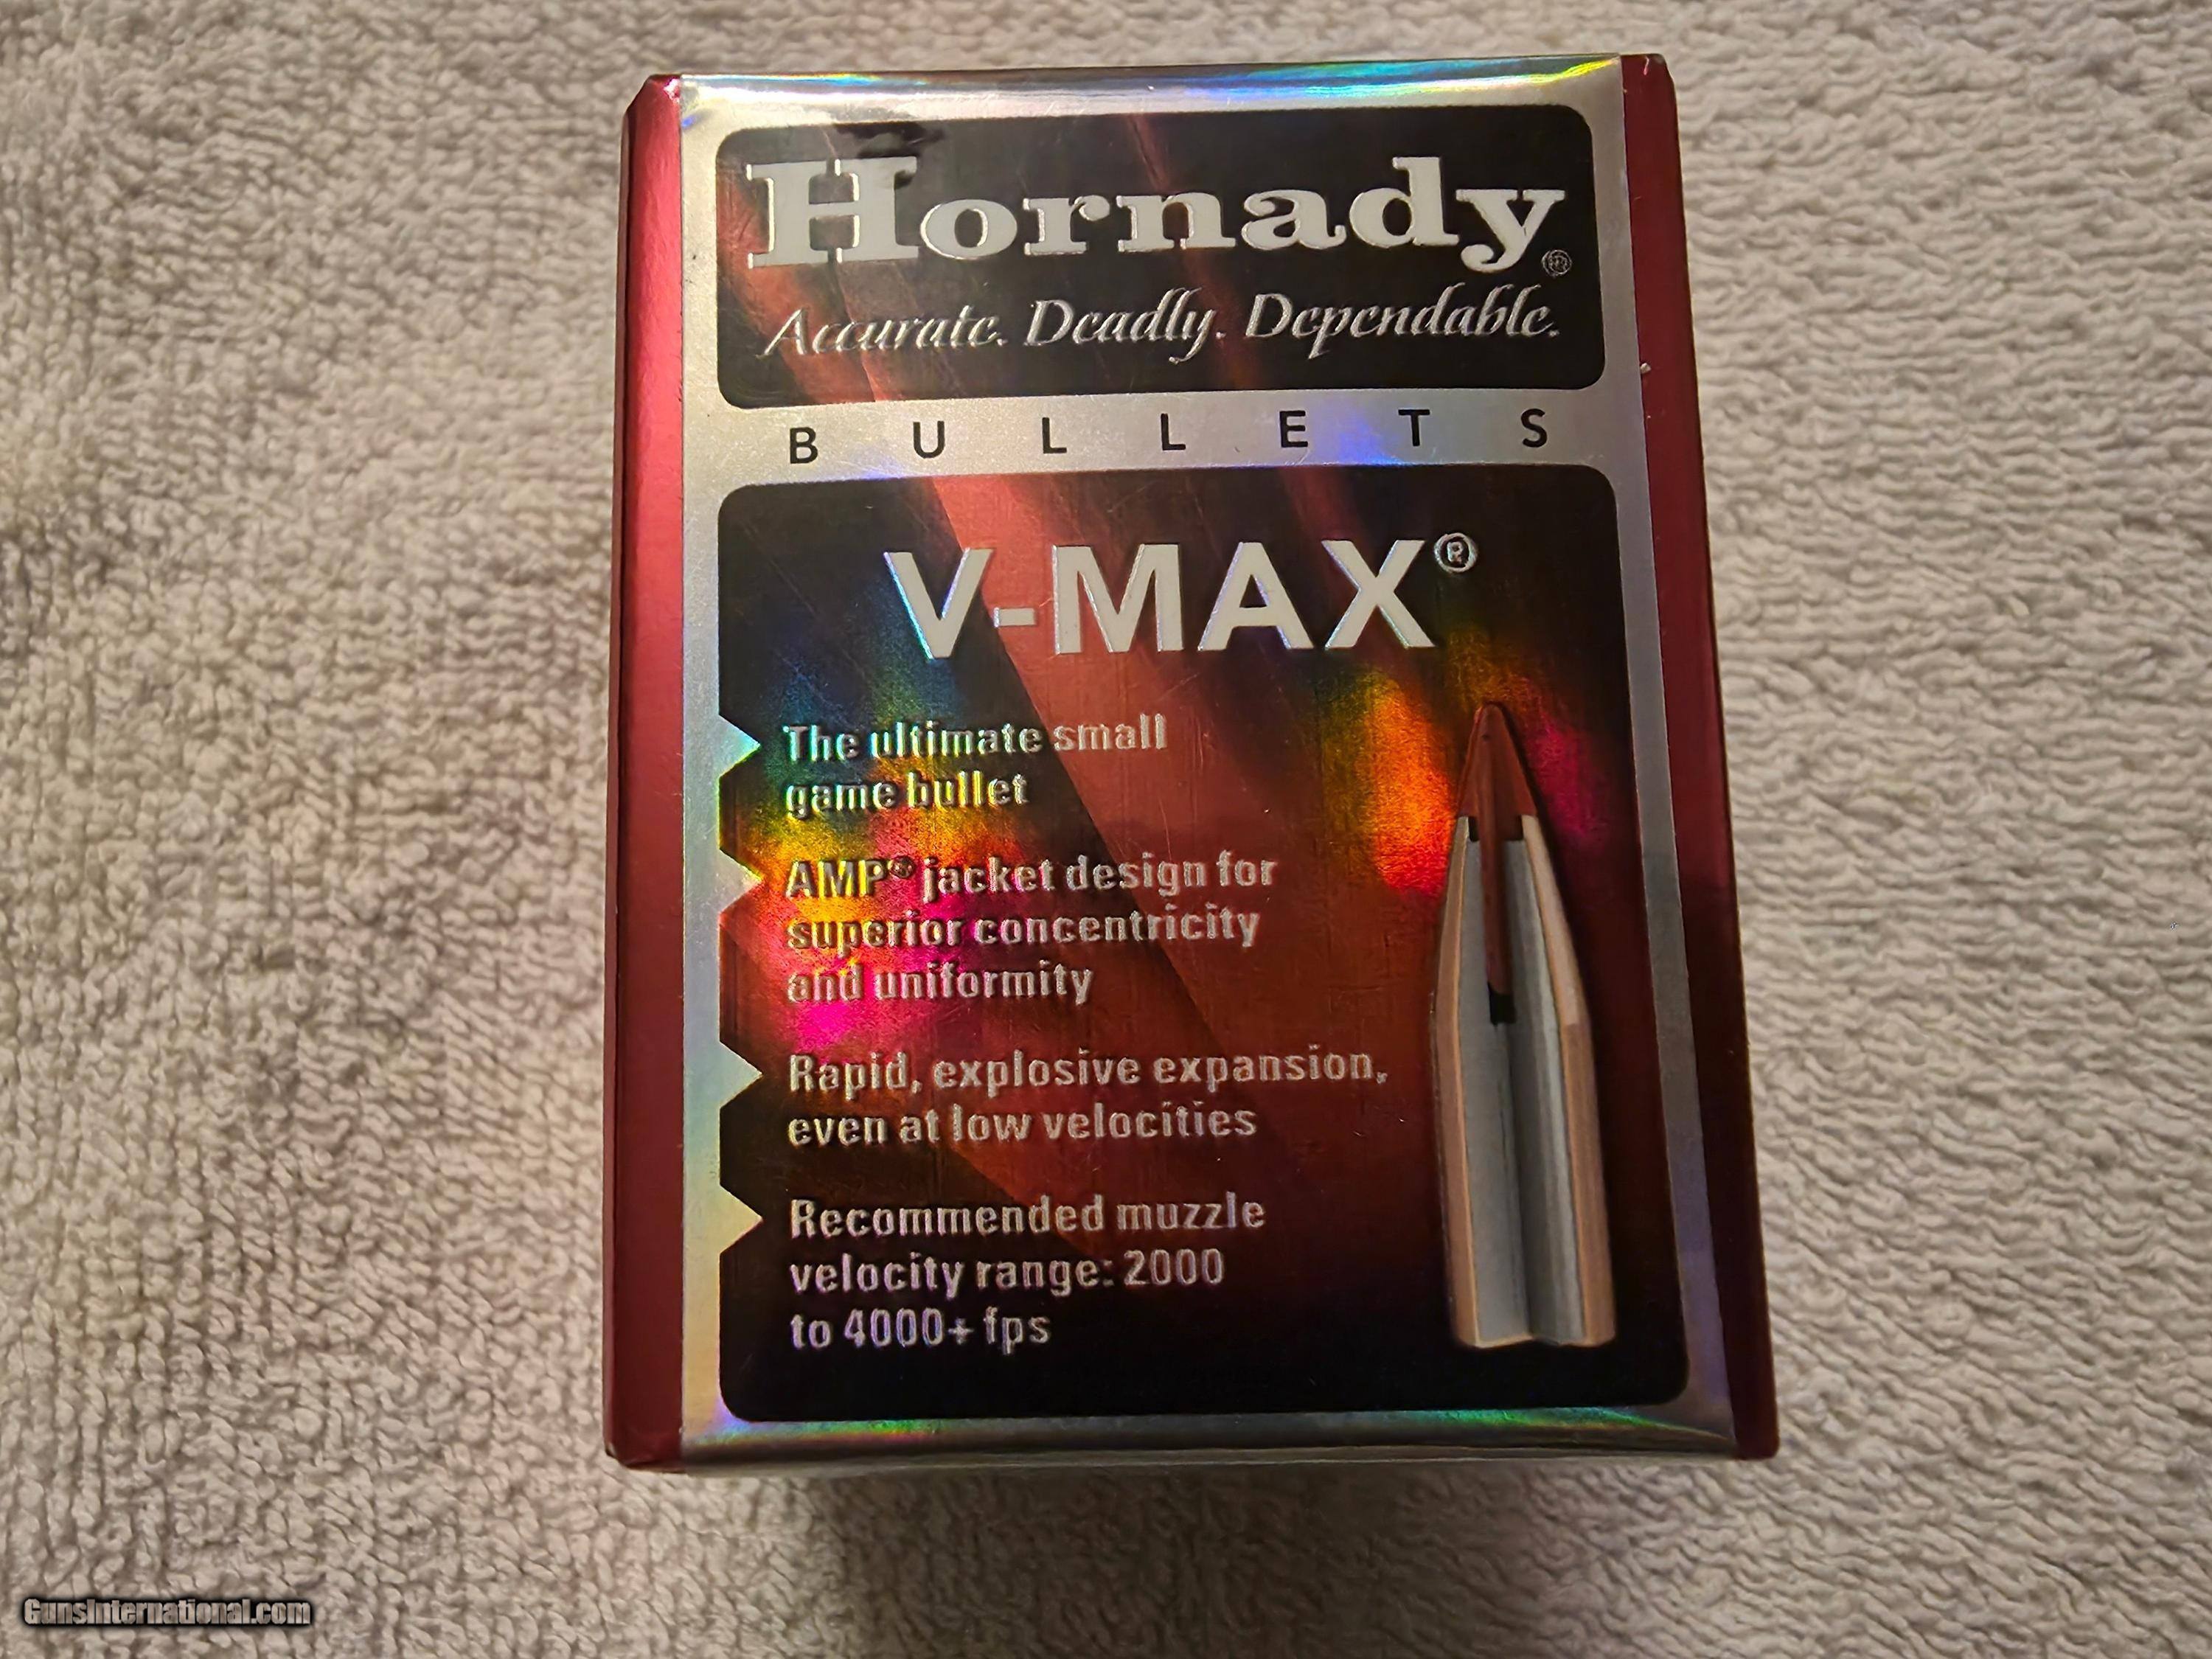 Hornady®
Accurate. Deadly. Dependable.
BULLETS
V-MAX®
The ultimate small
game bullet
AMP® jacket design for
superior concentricity
and uniformity
Rapid, explosive expansion,
even at low velocities
Recommended muzzle
velocity range: 2000
to 4000+ fps
GunsInternational.com